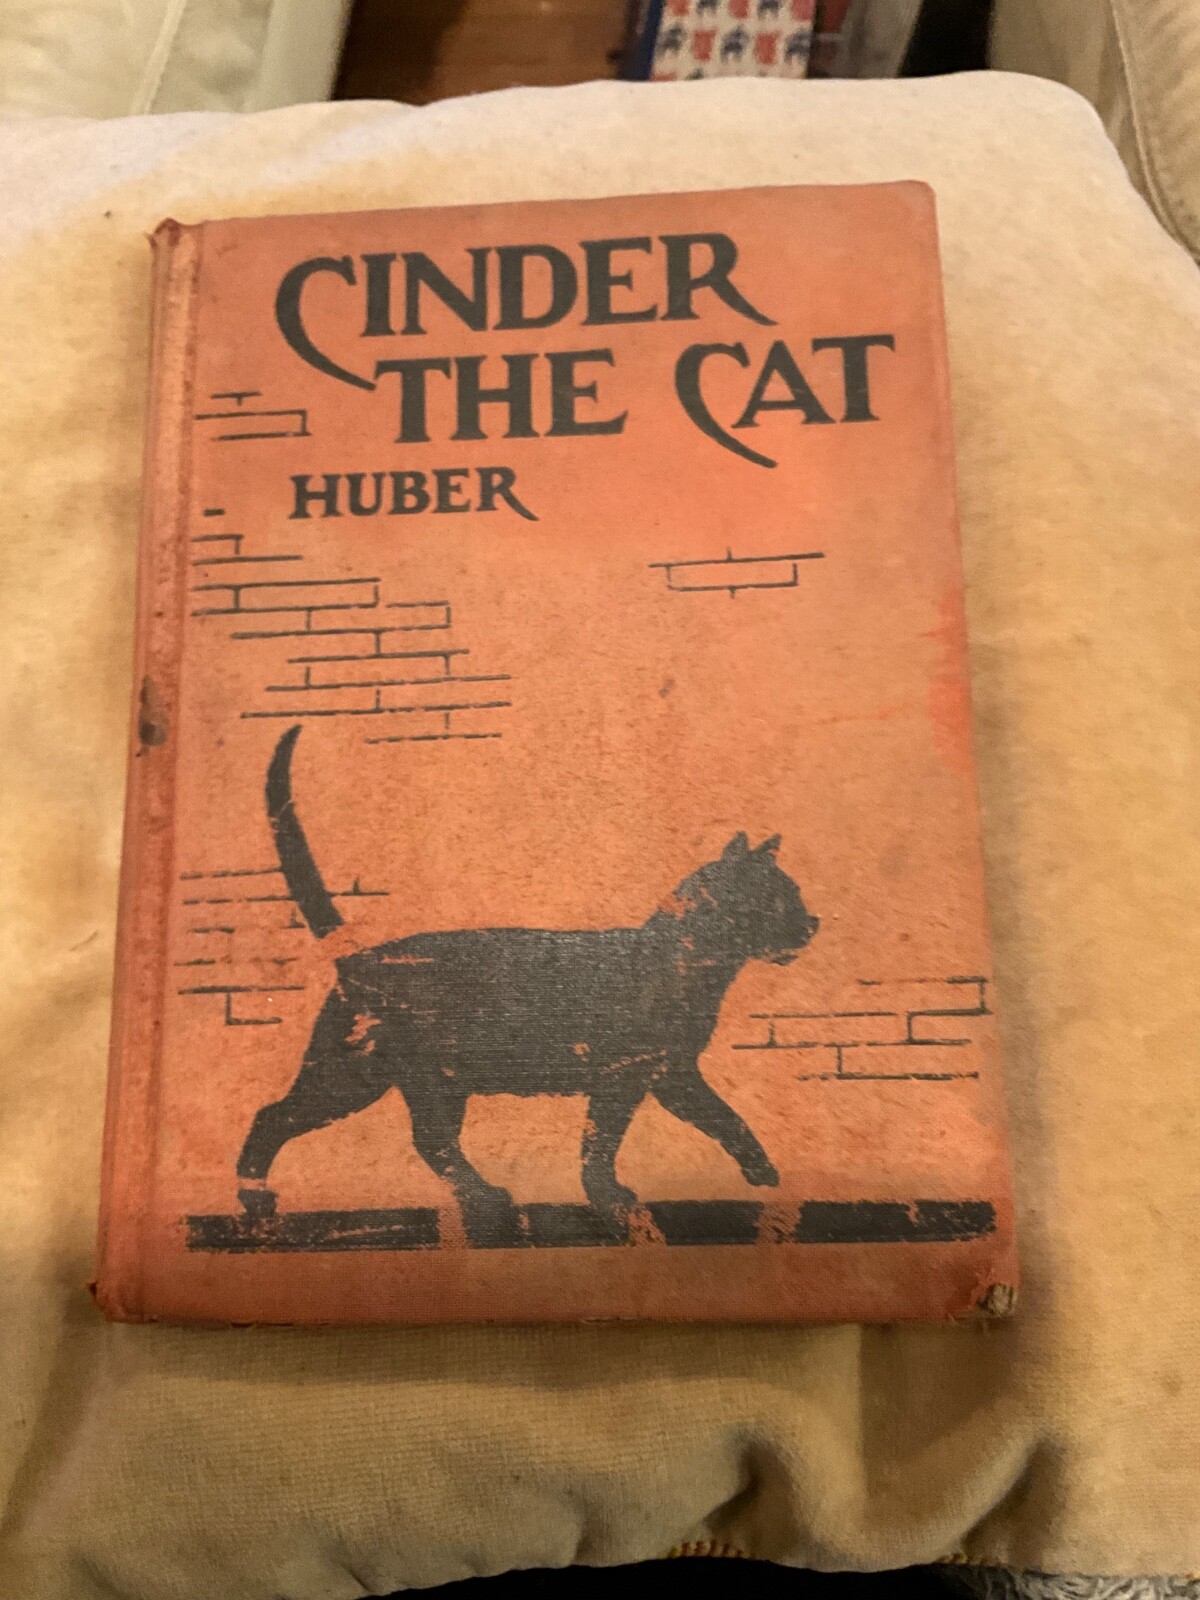 CINDER
THE CAT
HUBER